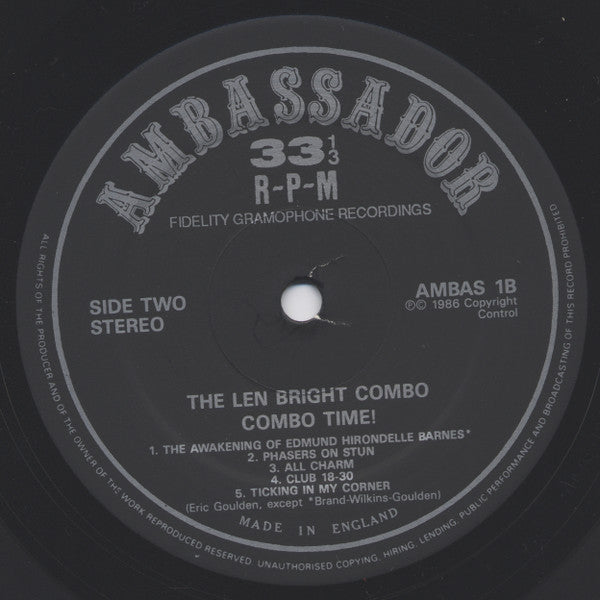 AMBASSADOR
33 1/3
R-P-M
FIDELITY GRAMOPHONE RECORDINGS
SIDE TWO
STEREO
AMBAS 1B
℗© 1986 Copyright
Control
THE LEN BRIGHT COMBO
COMBO TIME!
1. THE AWAKENING OF EDMUND HIRONDELLE BARNES*
2. PHASERS ON STUN
3. ALL CHARM
4. CLUB 18-30
5. TICKING IN MY CORNER
(Eric Goulden, except *Brand-Wilkins-Goulden)
MADE IN ENGLAND
ALL RIGHTS OF THE PRODUCER AND OF THE OWNER OF THE WORK REPRODUCED RESERVED. UNAUTHORISED COPYING, HIRING, LENDING, PUBLIC PERFORMANCE AND BROADCASTING OF THIS RECORD PROHIBITED